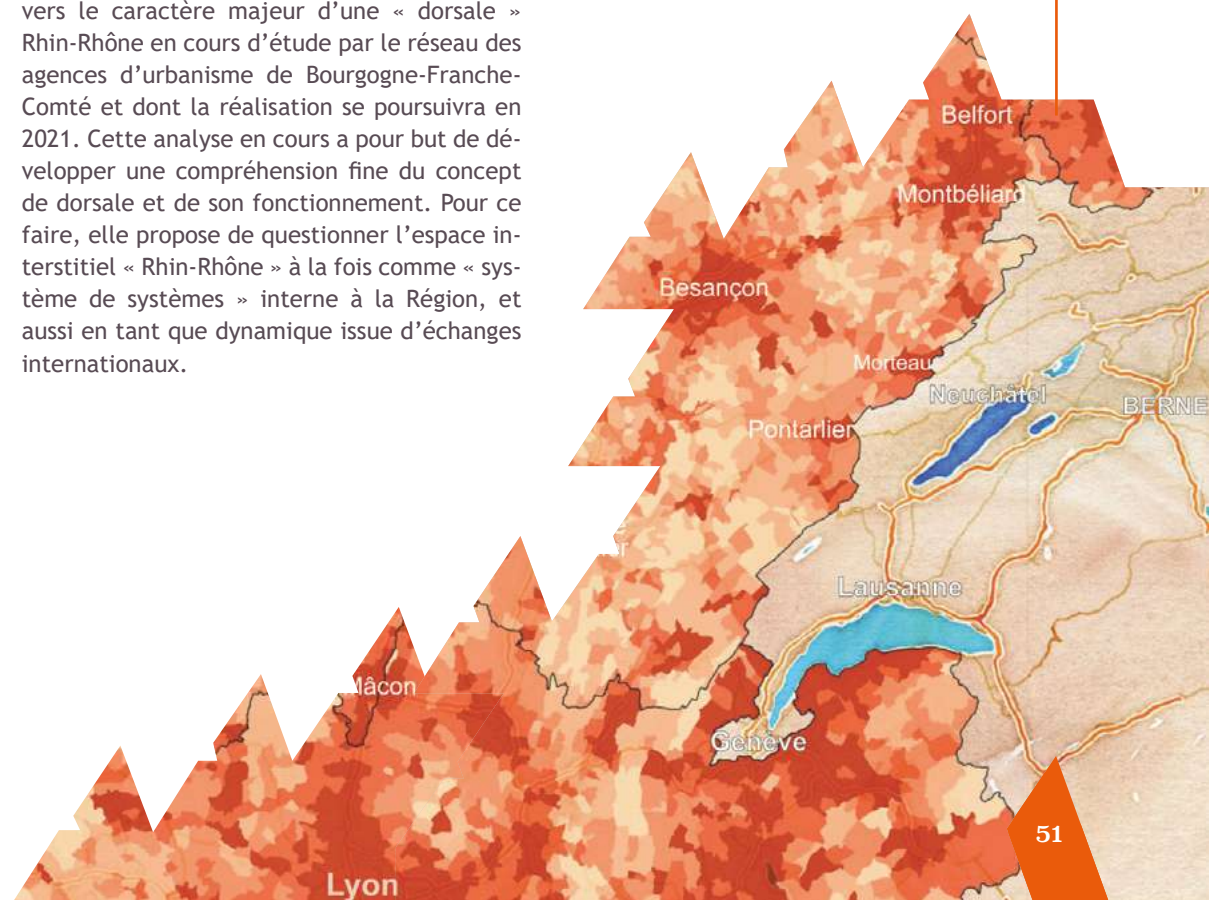 vers le caractère majeur d'une « dorsale »
Rhin-Rhône en cours d'étude par le réseau des
agences d'urbanisme de Bourgogne-Franche-
Comté et dont la réalisation se poursuivra en
2021. Cette analyse en cours a pour but de dé-
velopper une compréhension fine du concept
de dorsale et de son fonctionnement. Pour ce
faire, elle propose de questionner l'espace in-
terstitiel « Rhin-Rhône » à la fois comme « sys-
tème de systèmes » interne à la Région, et
aussi en tant que dynamique issue d'échanges
internationaux.
Belfort
Montbéliard
Besançon
Morteau
Neuchâtel
BERNE
Pontarlier
Lausanne
Mâcon
Genève
51
Lyon